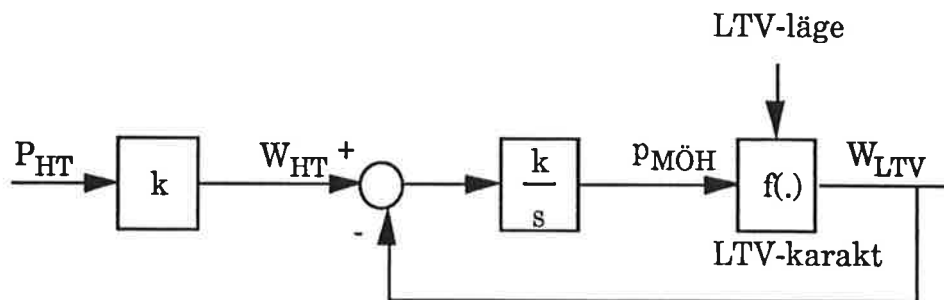 LTV-läge
P_HT
k
W_HT
+
-
k
s
p_MÖH
f(.)
W_LTV
LTV-karakt